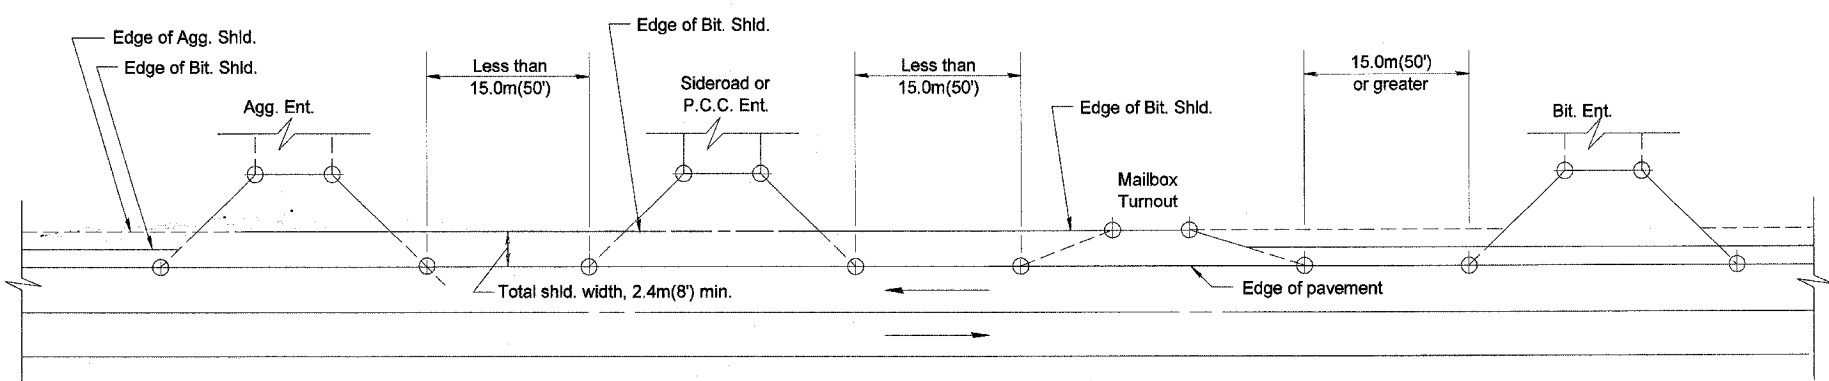 Edge of Agg. Shld.
Edge of Bit. Shld.
Agg. Ent.
Less than
15.0m(50')
Edge of Bit. Shld.
Sideroad or
P.C.C. Ent.
Less than
15.0m(50')
Edge of Bit. Shld.
Mailbox
Turnout
15.0m(50')
or greater
Bit. Ent.
Total shld. width, 2.4m(8') min.
Edge of pavement